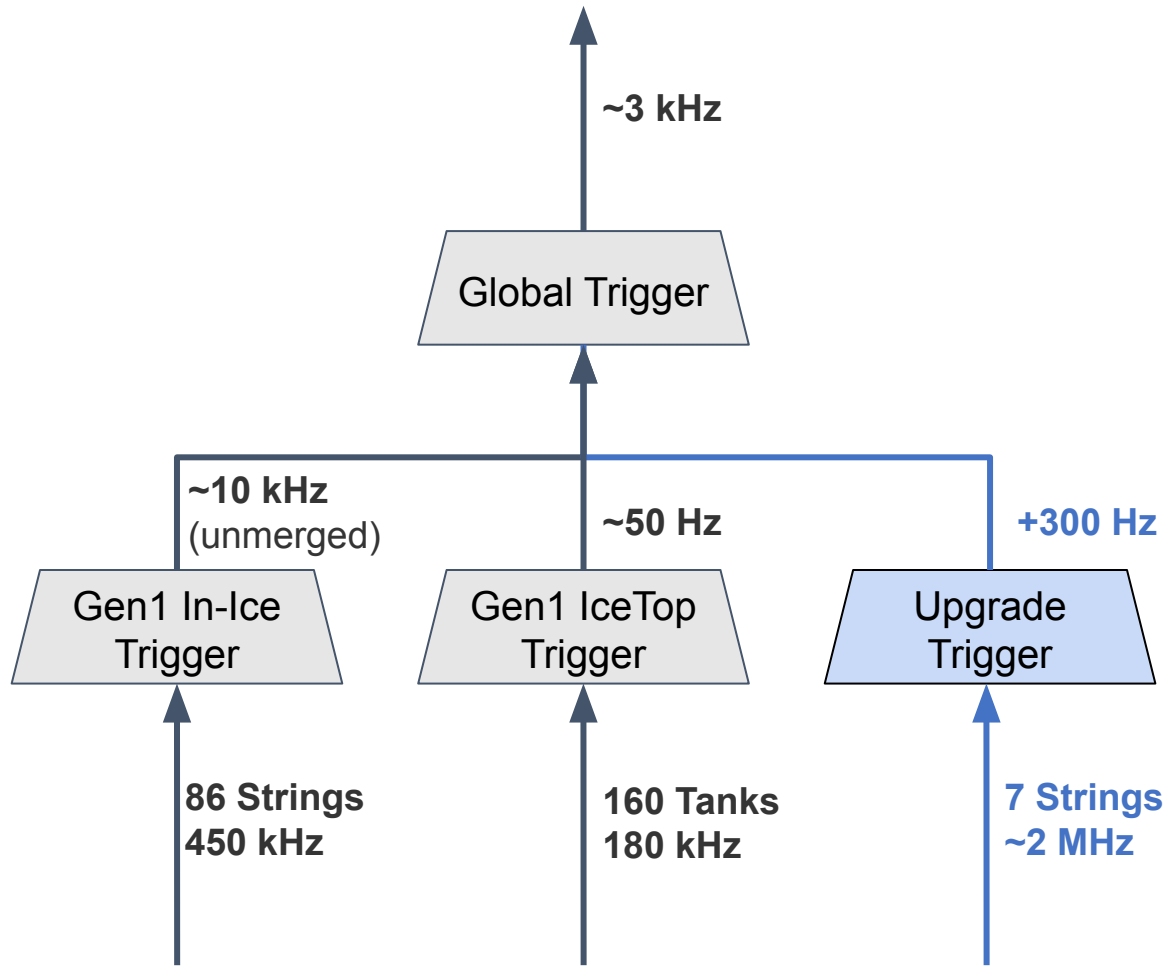 ~3 kHz
Global Trigger
~10 kHz
(unmerged)
~50 Hz
+300 Hz
Gen1 In-Ice
Trigger
Gen1 IceTop
Trigger
Upgrade
Trigger
86 Strings
450 kHz
160 Tanks
180 kHz
7 Strings
~2 MHz